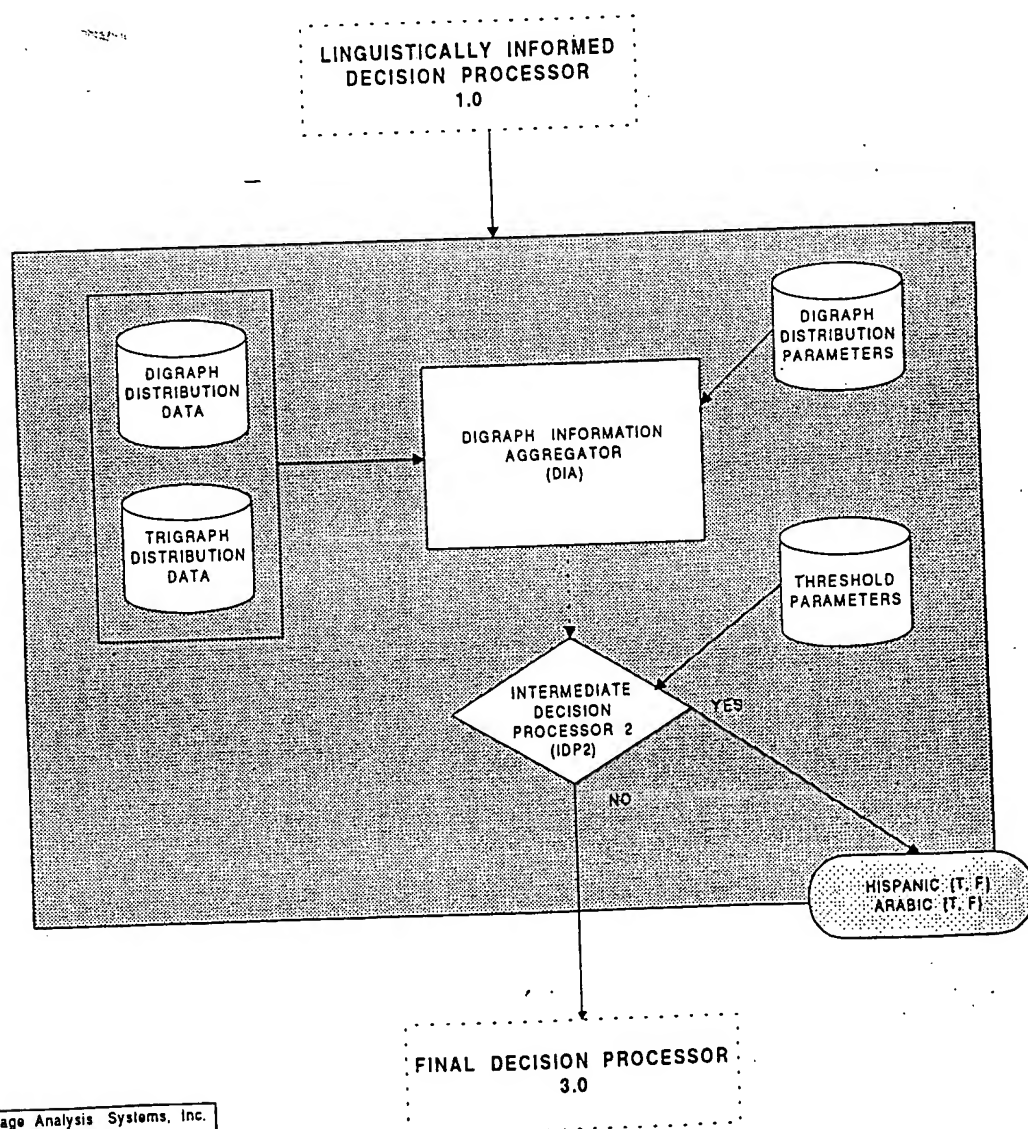 LINGUISTICALLY INFORMED
DECISION PROCESSOR
1.0
DIGRAPH
DISTRIBUTION
DATA
TRIGRAPH
DISTRIBUTION
DATA
DIGRAPH INFORMATION
AGGREGATOR
(DIA)
DIGRAPH
DISTRIBUTION
PARAMETERS
THRESHOLD
PARAMETERS
INTERMEDIATE
DECISION
PROCESSOR 2
(IDP2)
YES
NO
HISPANIC {T, F}
ARABIC {T, F}
FINAL DECISION PROCESSOR
3.0
age Analysis Systems, Inc.